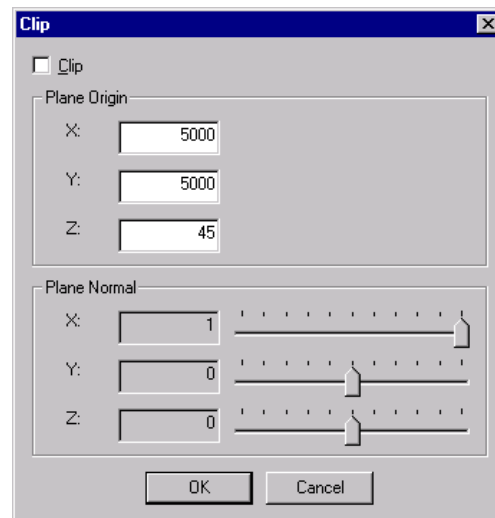 Clip
Clip
Plane Origin
X: 5000
Y: 5000
Z: 45
Plane Normal
X: 1
Y: 0
Z: 0
OK Cancel